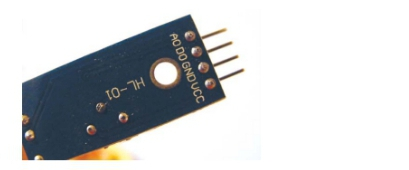 AO DO GND VCC
HL-01